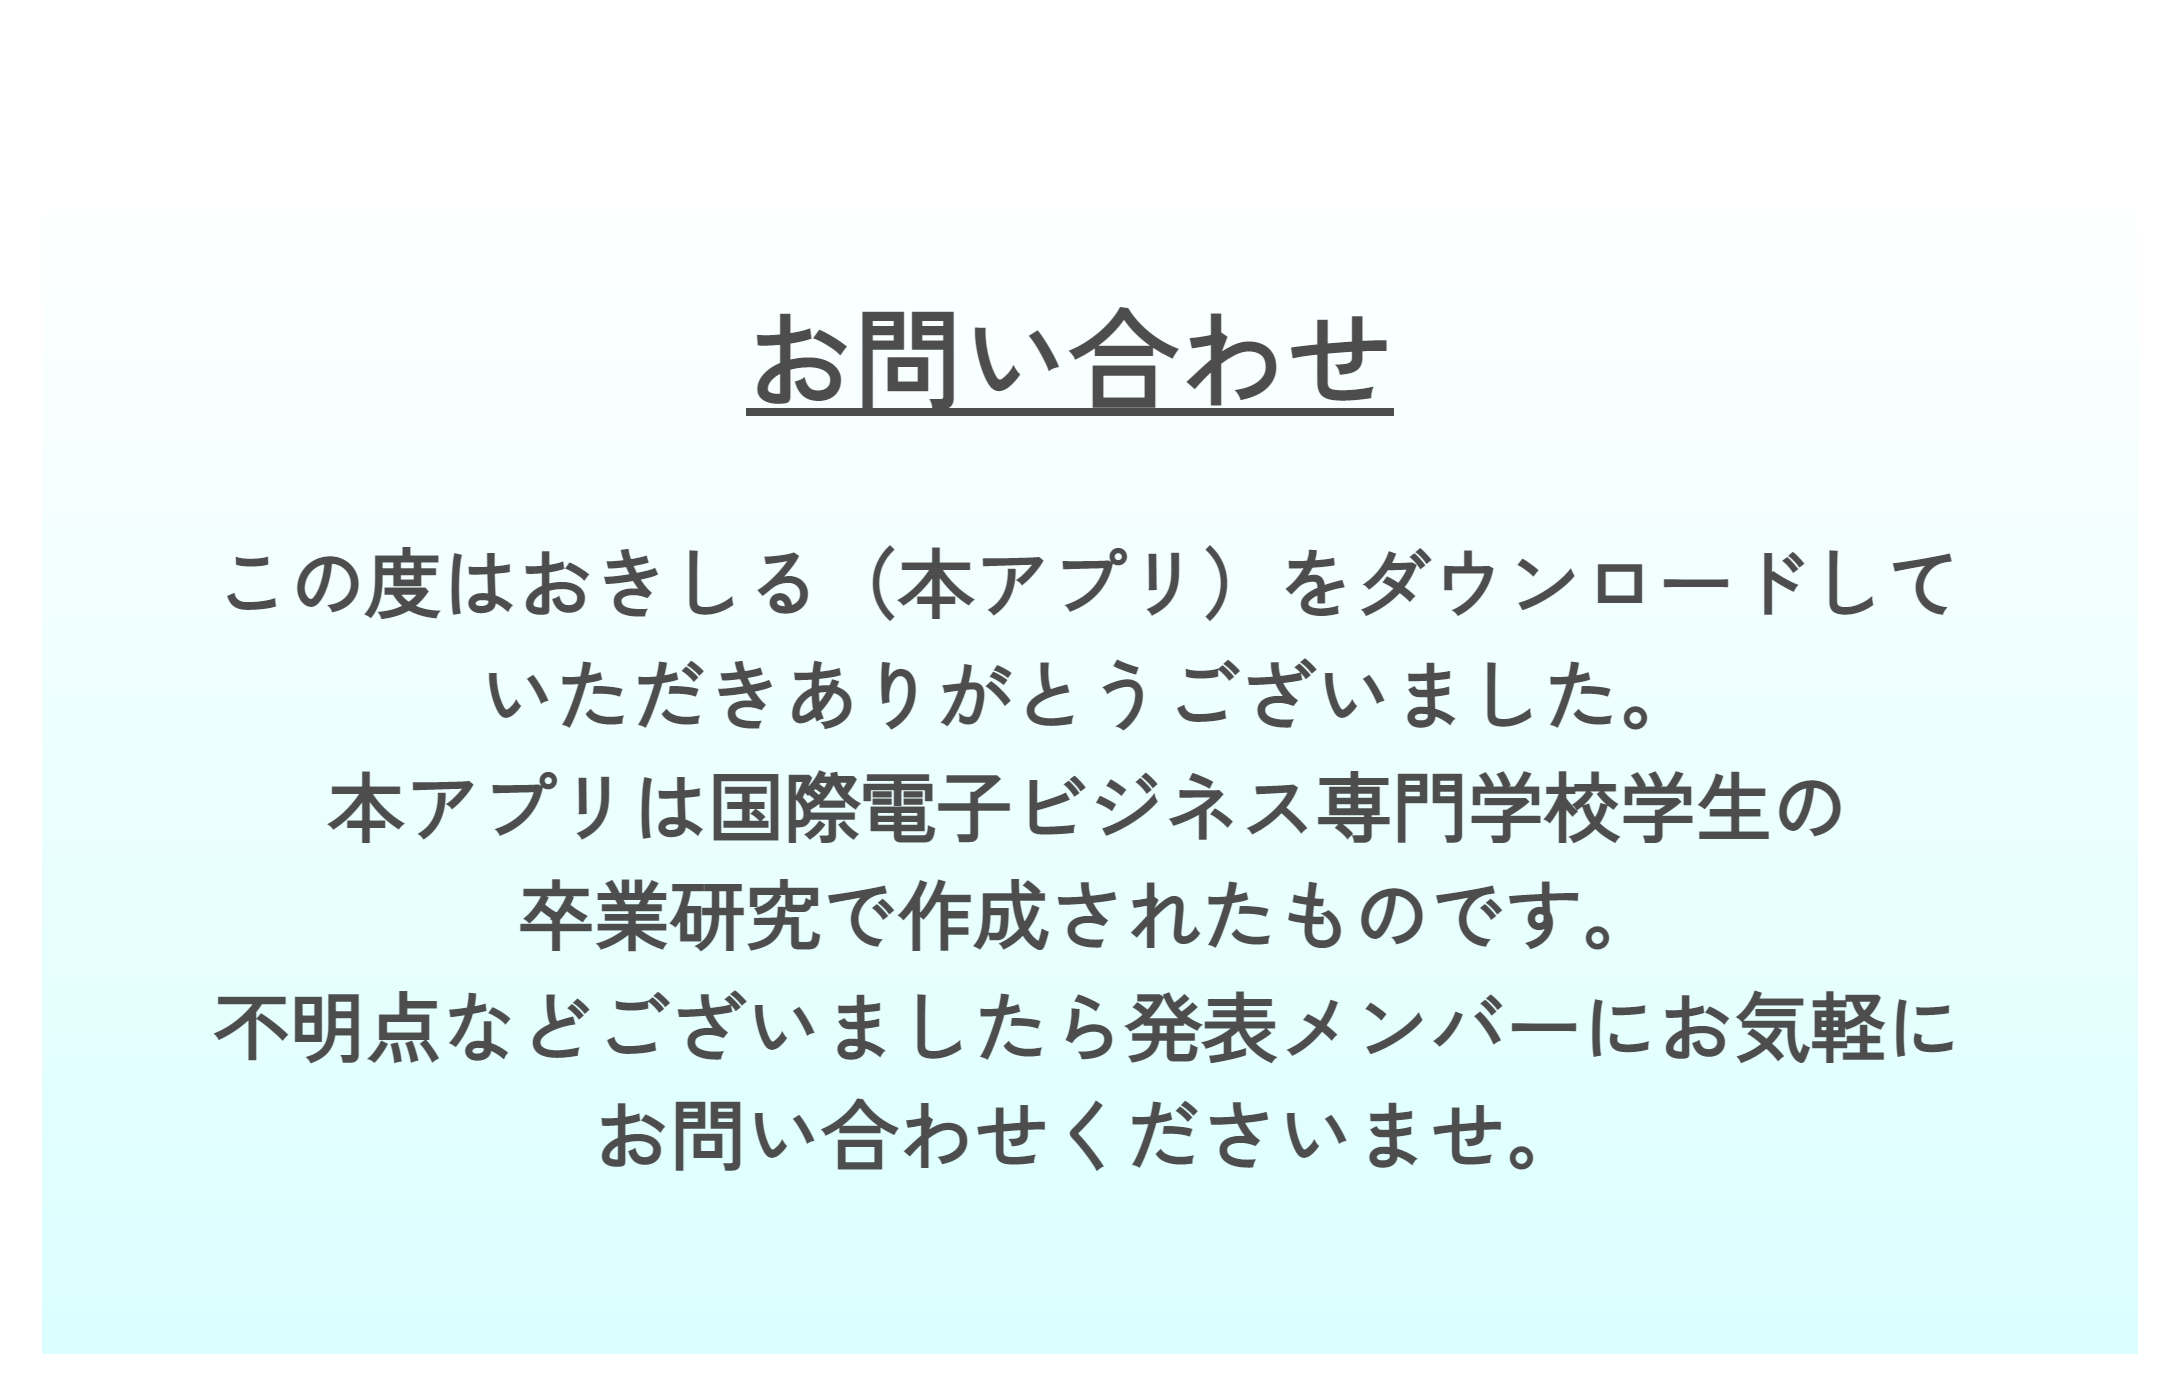 お問い合わせ
この度はおきしる（本アプリ）をダウンロードして
いただきありがとうございました。
本アプリは国際電子ビジネス専門学校学生の
卒業研究で作成されたものです。
不明点などございましたら発表メンバーにお気軽に
お問い合わせくださいませ。